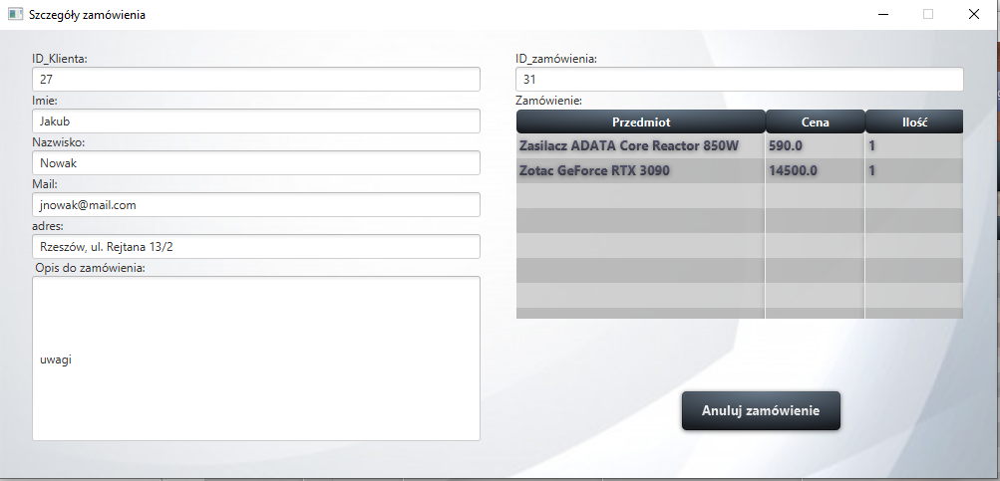 Szczegóły zamówienia
ID_Klienta:
27
Imie:
Jakub
Nazwisko:
Nowak
Mail:
jnowak@mail.com
adres:
Rzeszów, ul. Rejtana 13/2
Opis do zamówienia:
uwagi
ID_zamówienia:
31
Zamówienie:
Przedmiot Cena Ilość
Zasilacz ADATA Core Reactor 850W 590.0 1
Zotac GeForce RTX 3090 14500.0 1
Anuluj zamówienie